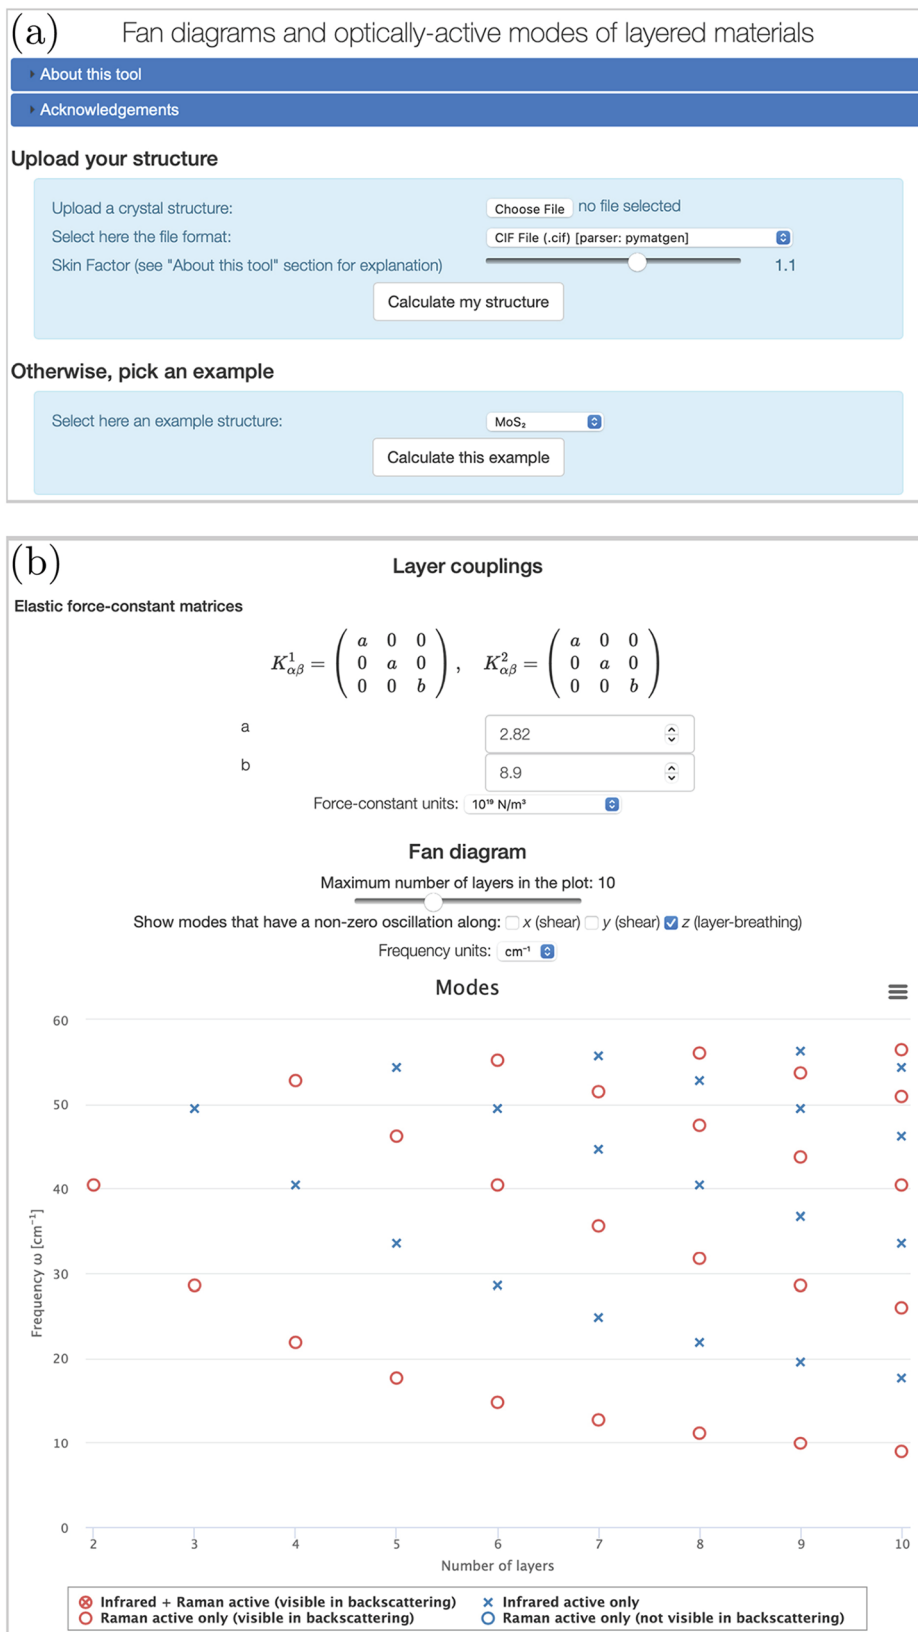 (a) Fan diagrams and optically-active modes of layered materials
About this tool
Acknowledgements
Upload your structure
Upload a crystal structure: Choose File no file selected
Select here the file format: CIF File (.cif) [parser: pymatgen]
Skin Factor (see "About this tool" section for explanation) 1.1
Calculate my structure
Otherwise, pick an example
Select here an example structure: MoS₂
Calculate this example
(b) Layer couplings
Elastic force-constant matrices
K¹αβ = ( a 0 0 0 a 0 0 0 b ) , K²αβ = ( a 0 0 0 a 0 0 0 b )
a 2.82
b 8.9
Force-constant units: 10¹⁹ N/m³
Fan diagram
Maximum number of layers in the plot: 10
Show modes that have a non-zero oscillation along: x (shear) y (shear) z (layer-breathing)
Frequency units: cm⁻¹
Modes
Frequency ω [cm⁻¹]
60
50
40
30
20
10
0
2 3 4 5 6 7 8 9 10
Number of layers
Infrared + Raman active (visible in backscattering) Infrared active only
Raman active only (visible in backscattering) Raman active only (not visible in backscattering)